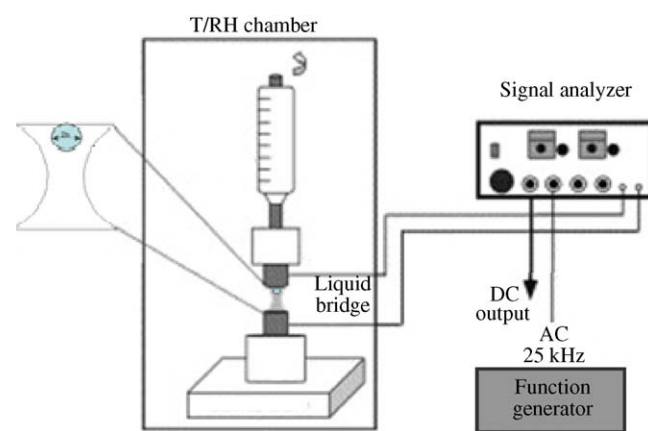 T/RH chamber
Signal analyzer
Liquid
bridge
DC
output
AC
25 kHz
Function
generator